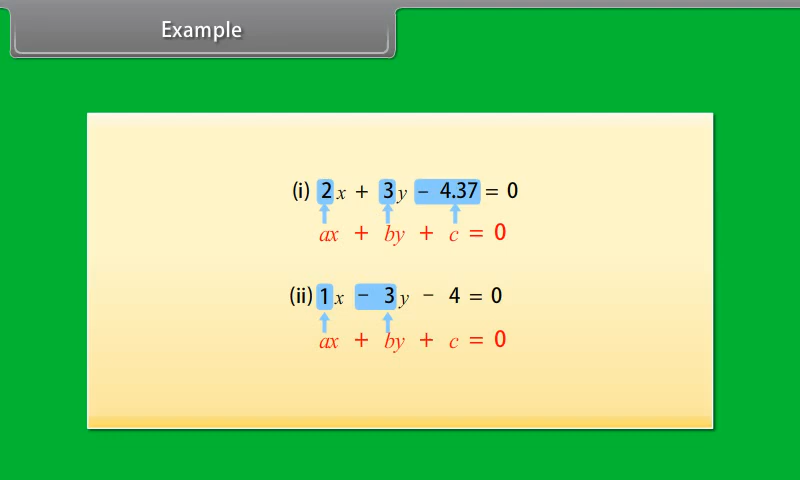 Example
(i) 2x + 3y – 4.37 = 0
ax + by + c = 0
(ii) 1x – 3y – 4 = 0
ax + by + c = 0